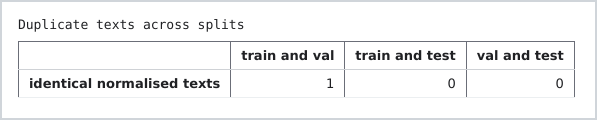 Duplicate texts across splits
train and val train and test val and test
identical normalised texts 1 0 0